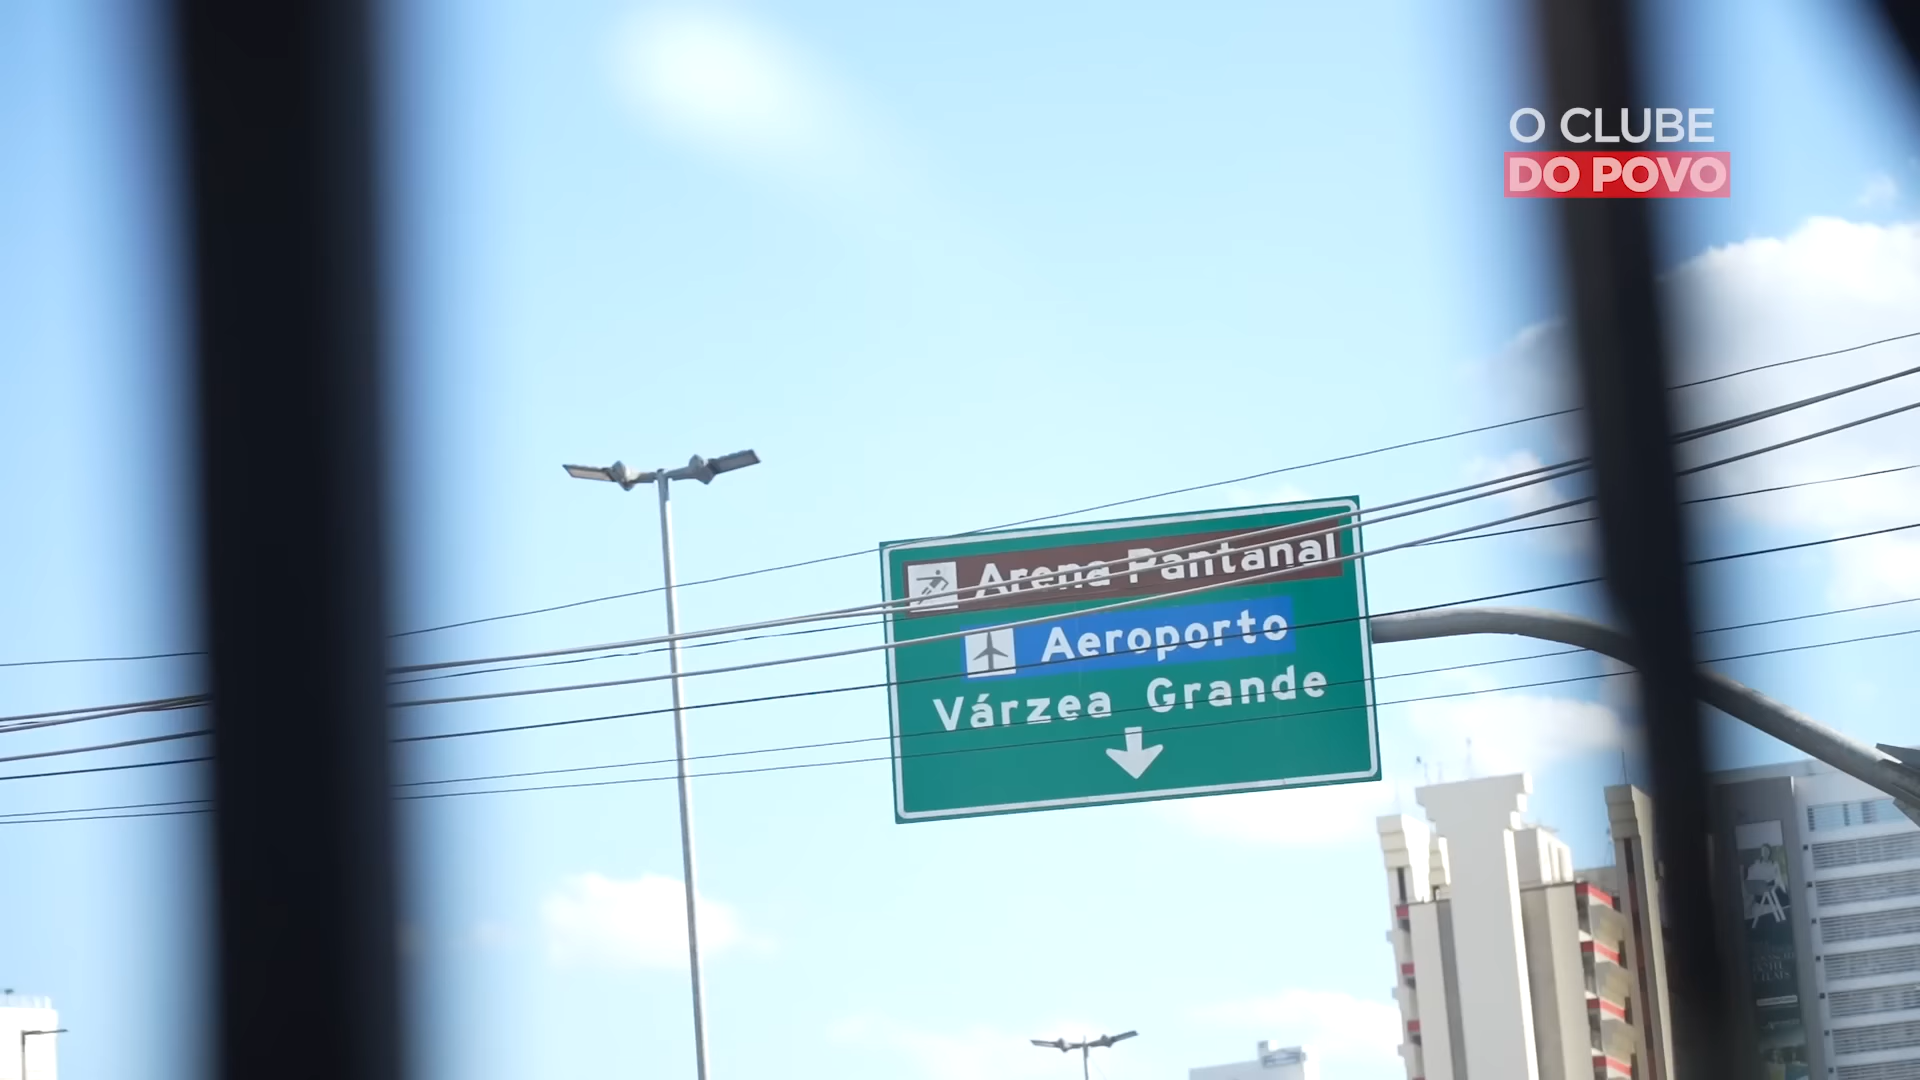 O CLUBE
DO POVO
Arena Pantanal
Aeroporto
Várzea Grande